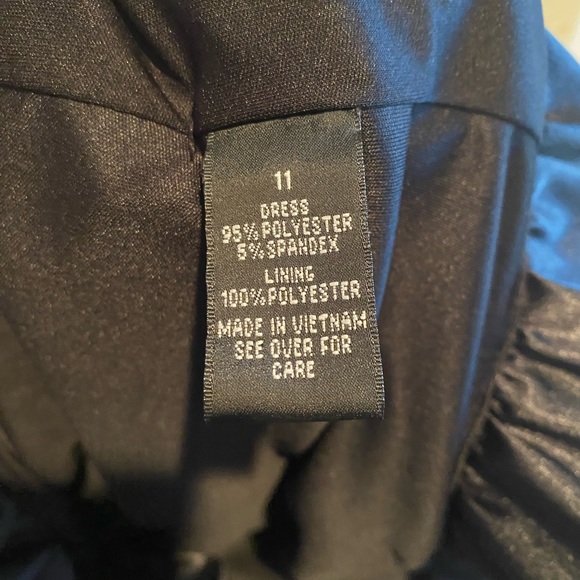 11
DRESS
95% POLYESTER
5% SPANDEX
LINING
100% POLYESTER
MADE IN VIETNAM
SEE OVER FOR
CARE